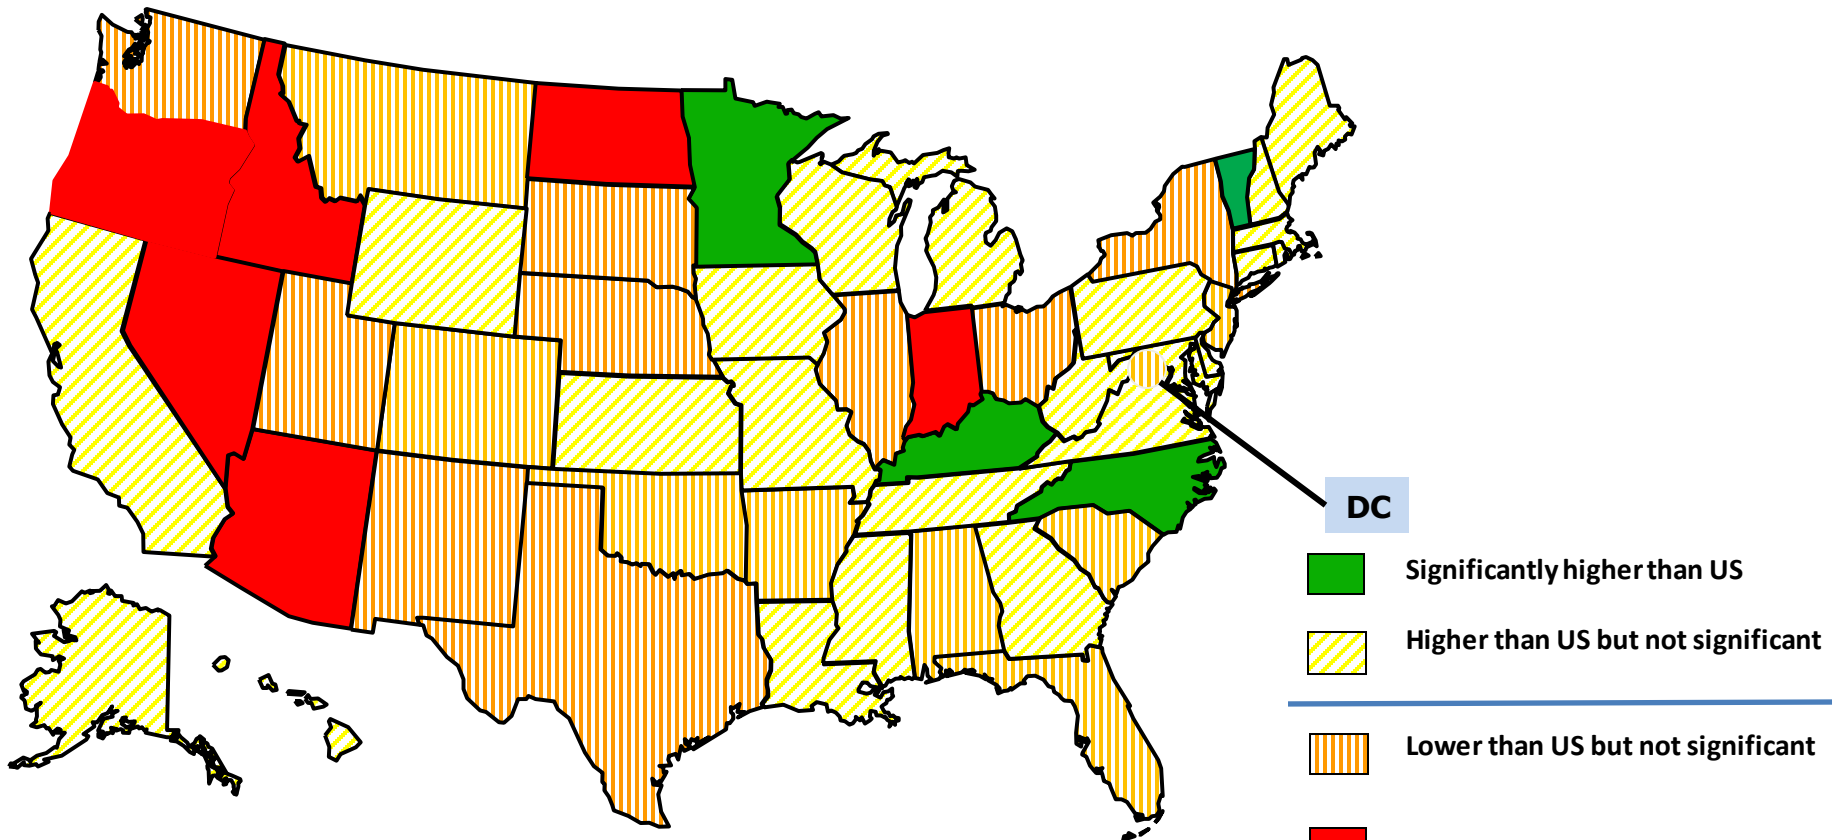 DC
Significantly higher than US
Higher than US but not significant
Lower than US but not significant